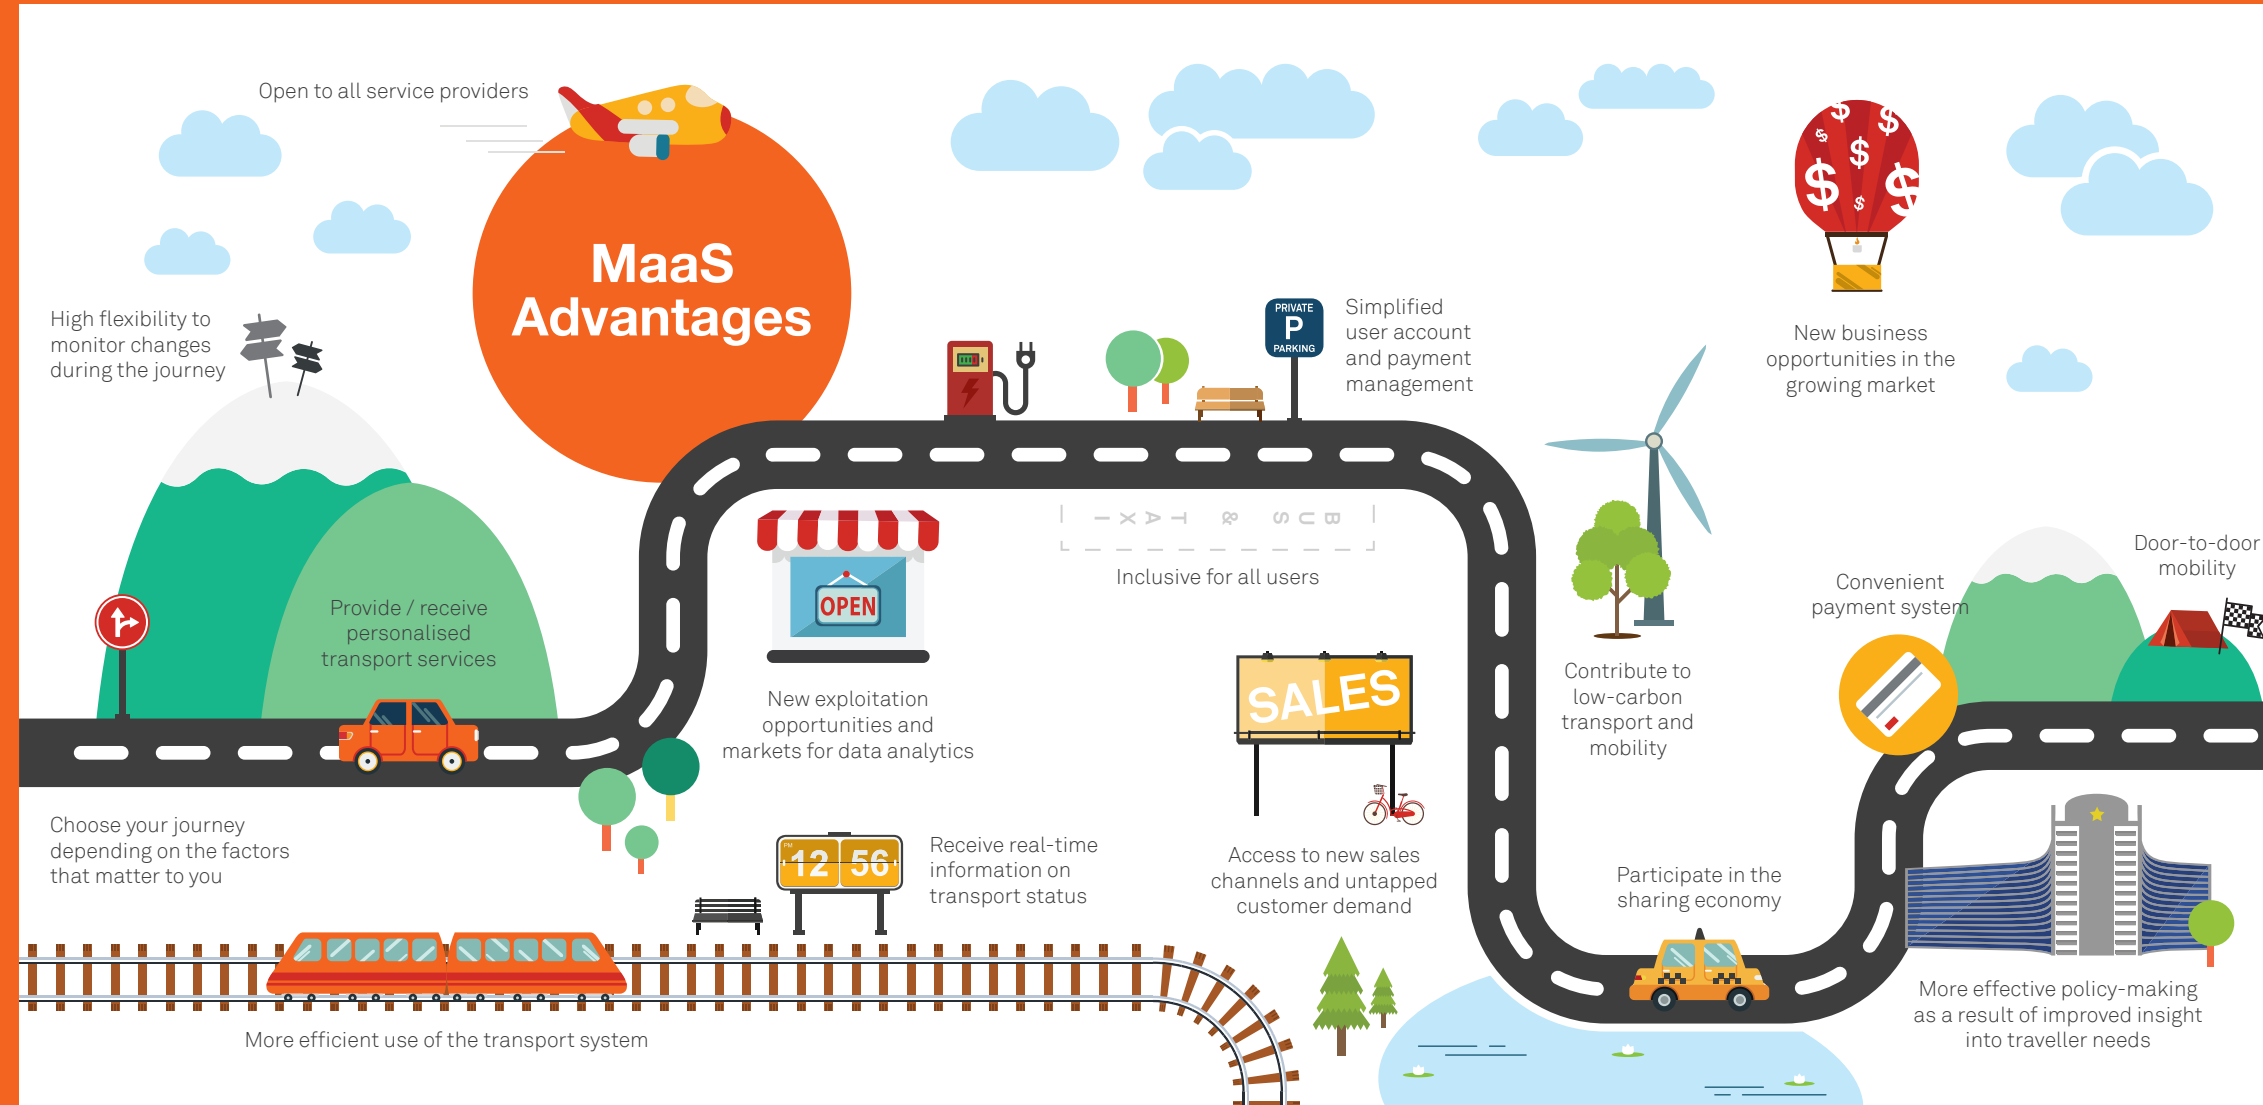 Open to all service providers
MaaS
Advantages
High flexibility to
monitor changes
during the journey
PRIVATE
P
PARKING
Simplified
user account
and payment
management
$ $ $ $ $ $ $
New business
opportunities in the
growing market
BUS & TAXI
Inclusive for all users
Provide / receive
personalised
transport services
OPEN
New exploitation
opportunities and
markets for data analytics
SALES
Contribute to
low-carbon
transport and
mobility
Convenient
payment system
Door-to-door
mobility
Choose your journey
depending on the factors
that matter to you
PM
12 56
Receive real-time
information on
transport status
Access to new sales
channels and untapped
customer demand
Participate in the
sharing economy
More efficient use of the transport system
More effective policy-making
as a result of improved insight
into traveller needs